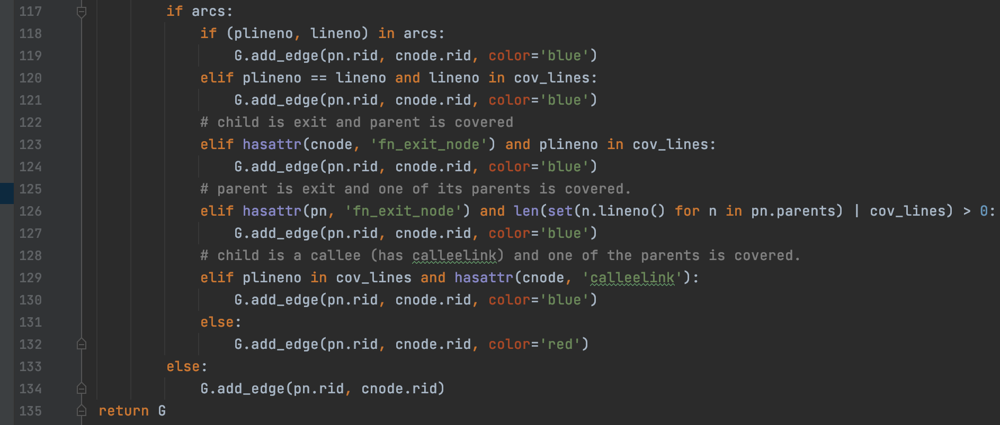 117 if arcs:
118 if (plineno, lineno) in arcs:
119 G.add_edge(pn.rid, cnode.rid, color='blue')
120 elif plineno == lineno and lineno in cov_lines:
121 G.add_edge(pn.rid, cnode.rid, color='blue')
122 # child is exit and parent is covered
123 elif hasattr(cnode, 'fn_exit_node') and plineno in cov_lines:
124 G.add_edge(pn.rid, cnode.rid, color='blue')
125 # parent is exit and one of its parents is covered.
126 elif hasattr(pn, 'fn_exit_node') and len(set(n.lineno() for n in pn.parents) | cov_lines) > 0:
127 G.add_edge(pn.rid, cnode.rid, color='blue')
128 # child is a callee (has calleelink) and one of the parents is covered.
129 elif plineno in cov_lines and hasattr(cnode, 'calleelink'):
130 G.add_edge(pn.rid, cnode.rid, color='blue')
131 else:
132 G.add_edge(pn.rid, cnode.rid, color='red')
133 else:
134 G.add_edge(pn.rid, cnode.rid)
135 return G